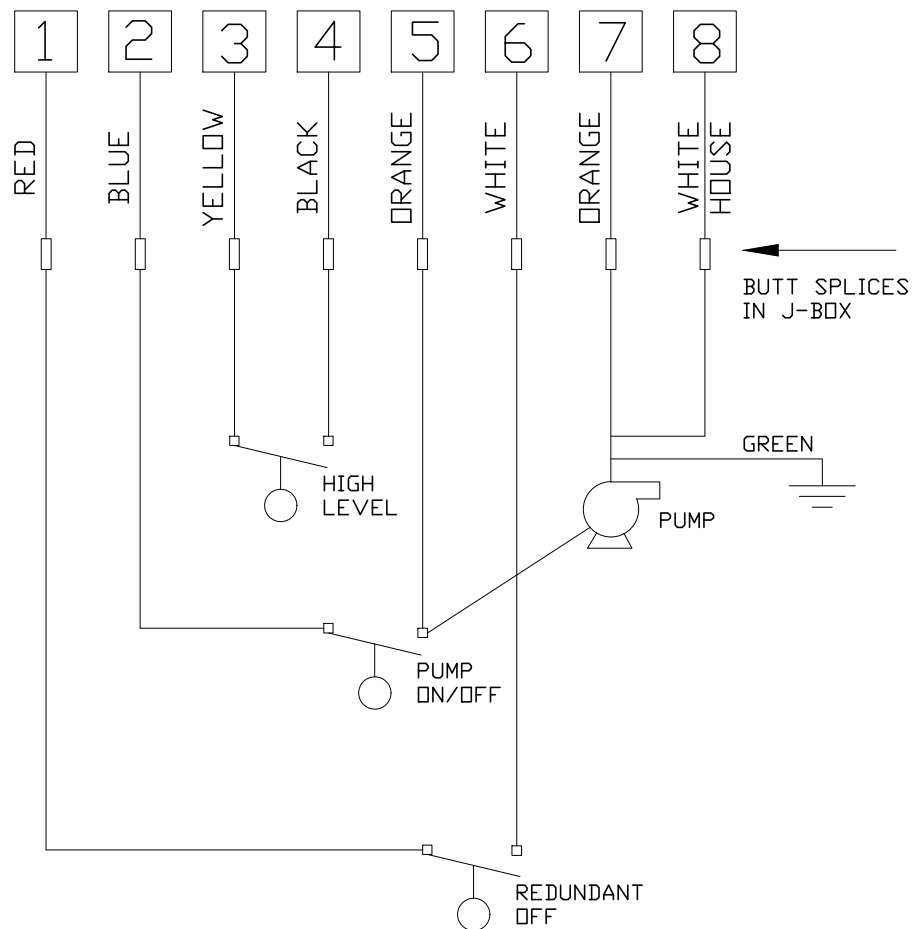 1 2 3 4 5 6 7 8
RED
BLUE
YELLOW
BLACK
ORANGE
WHITE
ORANGE
WHITE
HOUSE
BUTT SPLICES
IN J-BOX
GREEN
HIGH
LEVEL
PUMP
PUMP
ON/OFF
REDUNDANT
OFF